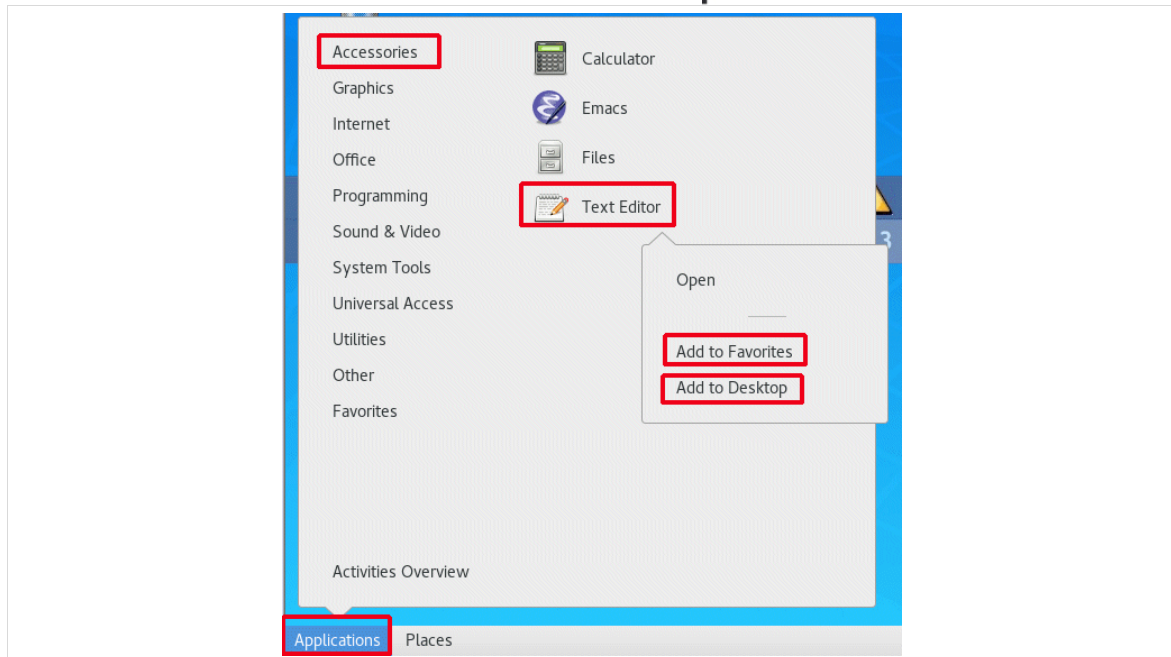 Accessories
Graphics
Internet
Office
Programming
Sound & Video
System Tools
Universal Access
Utilities
Other
Favorites
Calculator
Emacs
Files
Text Editor
3
Open
Add to Favorites
Add to Desktop
Activities Overview
Applications
Places